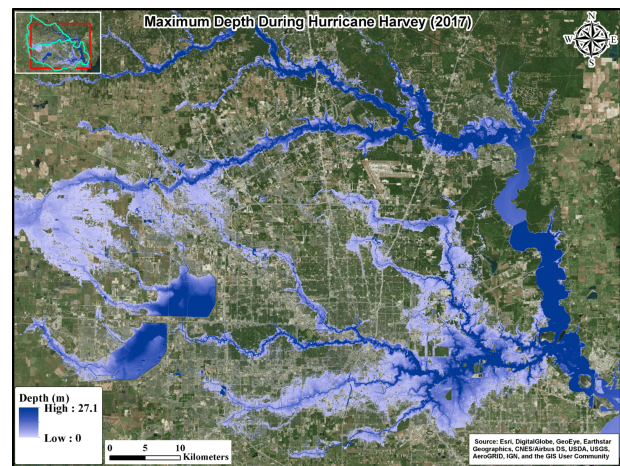 Maximum Depth During Hurricane Harvey (2017)
N
W
E
S
Depth (m)
High : 27.1
Low : 0
0 5 10
Kilometers
Source: Esri, DigitalGlobe, GeoEye, Earthstar
Geographics, CNES/Airbus DS, USDA, USGS,
AeroGRID, IGN, and the GIS User Community